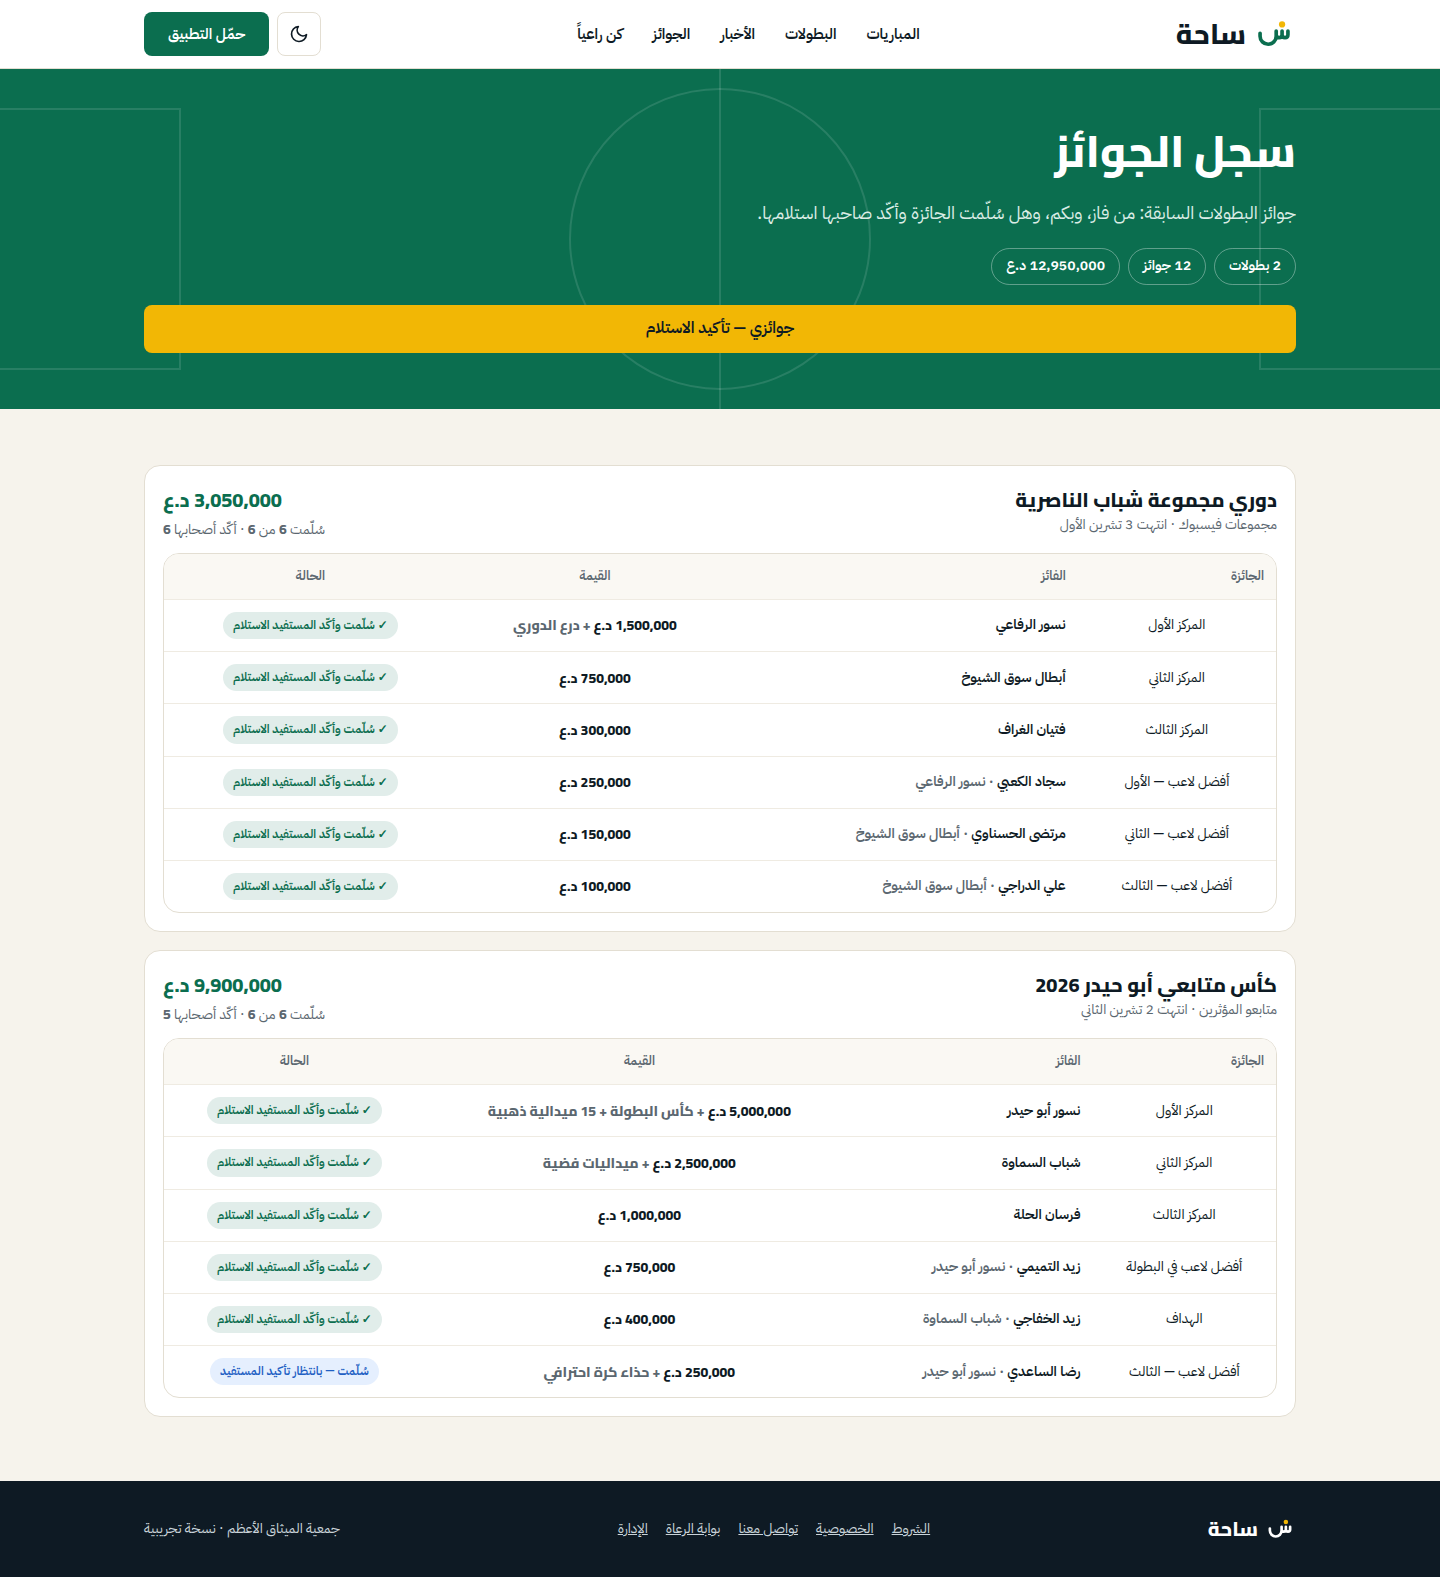 ساحة
المباريات البطولات الأخبار الجوائز كن راعياً
حمّل التطبيق
سجل الجوائز
جوائز البطولات السابقة: من فاز، وبكم، وهل سُلّمت الجائزة وأكّد صاحبها استلامها.
2 بطولات 12 جوائز 12,950,000 د.ع
جوائزي — تأكيد الاستلام
دوري مجموعة شباب الناصرية 3,050,000 د.ع
مجموعات فيسبوك · انتهت 3 تشرين الأول سُلّمت 6 من 6 · أكّد أصحابها 6
الجائزة الفائز القيمة الحالة
المركز الأول نسور الرفاعي 1,500,000 د.ع + درع الدوري ✓ سُلّمت وأكّد المستفيد الاستلام
المركز الثاني أبطال سوق الشيوخ 750,000 د.ع ✓ سُلّمت وأكّد المستفيد الاستلام
المركز الثالث فتيان الغراف 300,000 د.ع ✓ سُلّمت وأكّد المستفيد الاستلام
أفضل لاعب — الأول سجاد الكعبي · نسور الرفاعي 250,000 د.ع ✓ سُلّمت وأكّد المستفيد الاستلام
أفضل لاعب — الثاني مرتضى الحسناوي · أبطال سوق الشيوخ 150,000 د.ع ✓ سُلّمت وأكّد المستفيد الاستلام
أفضل لاعب — الثالث علي الدراجي · أبطال سوق الشيوخ 100,000 د.ع ✓ سُلّمت وأكّد المستفيد الاستلام
كأس متابعي أبو حيدر 2026 9,900,000 د.ع
متابعو المؤثرين · انتهت 2 تشرين الثاني سُلّمت 6 من 6 · أكّد أصحابها 5
الجائزة الفائز القيمة الحالة
المركز الأول نسور أبو حيدر 5,000,000 د.ع + كأس البطولة + 15 ميدالية ذهبية ✓ سُلّمت وأكّد المستفيد الاستلام
المركز الثاني شباب السماوة 2,500,000 د.ع + ميداليات فضية ✓ سُلّمت وأكّد المستفيد الاستلام
المركز الثالث فرسان الحلة 1,000,000 د.ع ✓ سُلّمت وأكّد المستفيد الاستلام
أفضل لاعب في البطولة زيد التميمي · نسور أبو حيدر 750,000 د.ع ✓ سُلّمت وأكّد المستفيد الاستلام
الهداف زيد الخفاجي · شباب السماوة 400,000 د.ع ✓ سُلّمت وأكّد المستفيد الاستلام
أفضل لاعب — الثالث رضا الساعدي · نسور أبو حيدر 250,000 د.ع + حذاء كرة احترافي سُلّمت — بانتظار تأكيد المستفيد
ساحة
الشروط الخصوصية تواصل معنا بوابة الرعاة الإدارة
جمعية الميثاق الأعظم · نسخة تجريبية